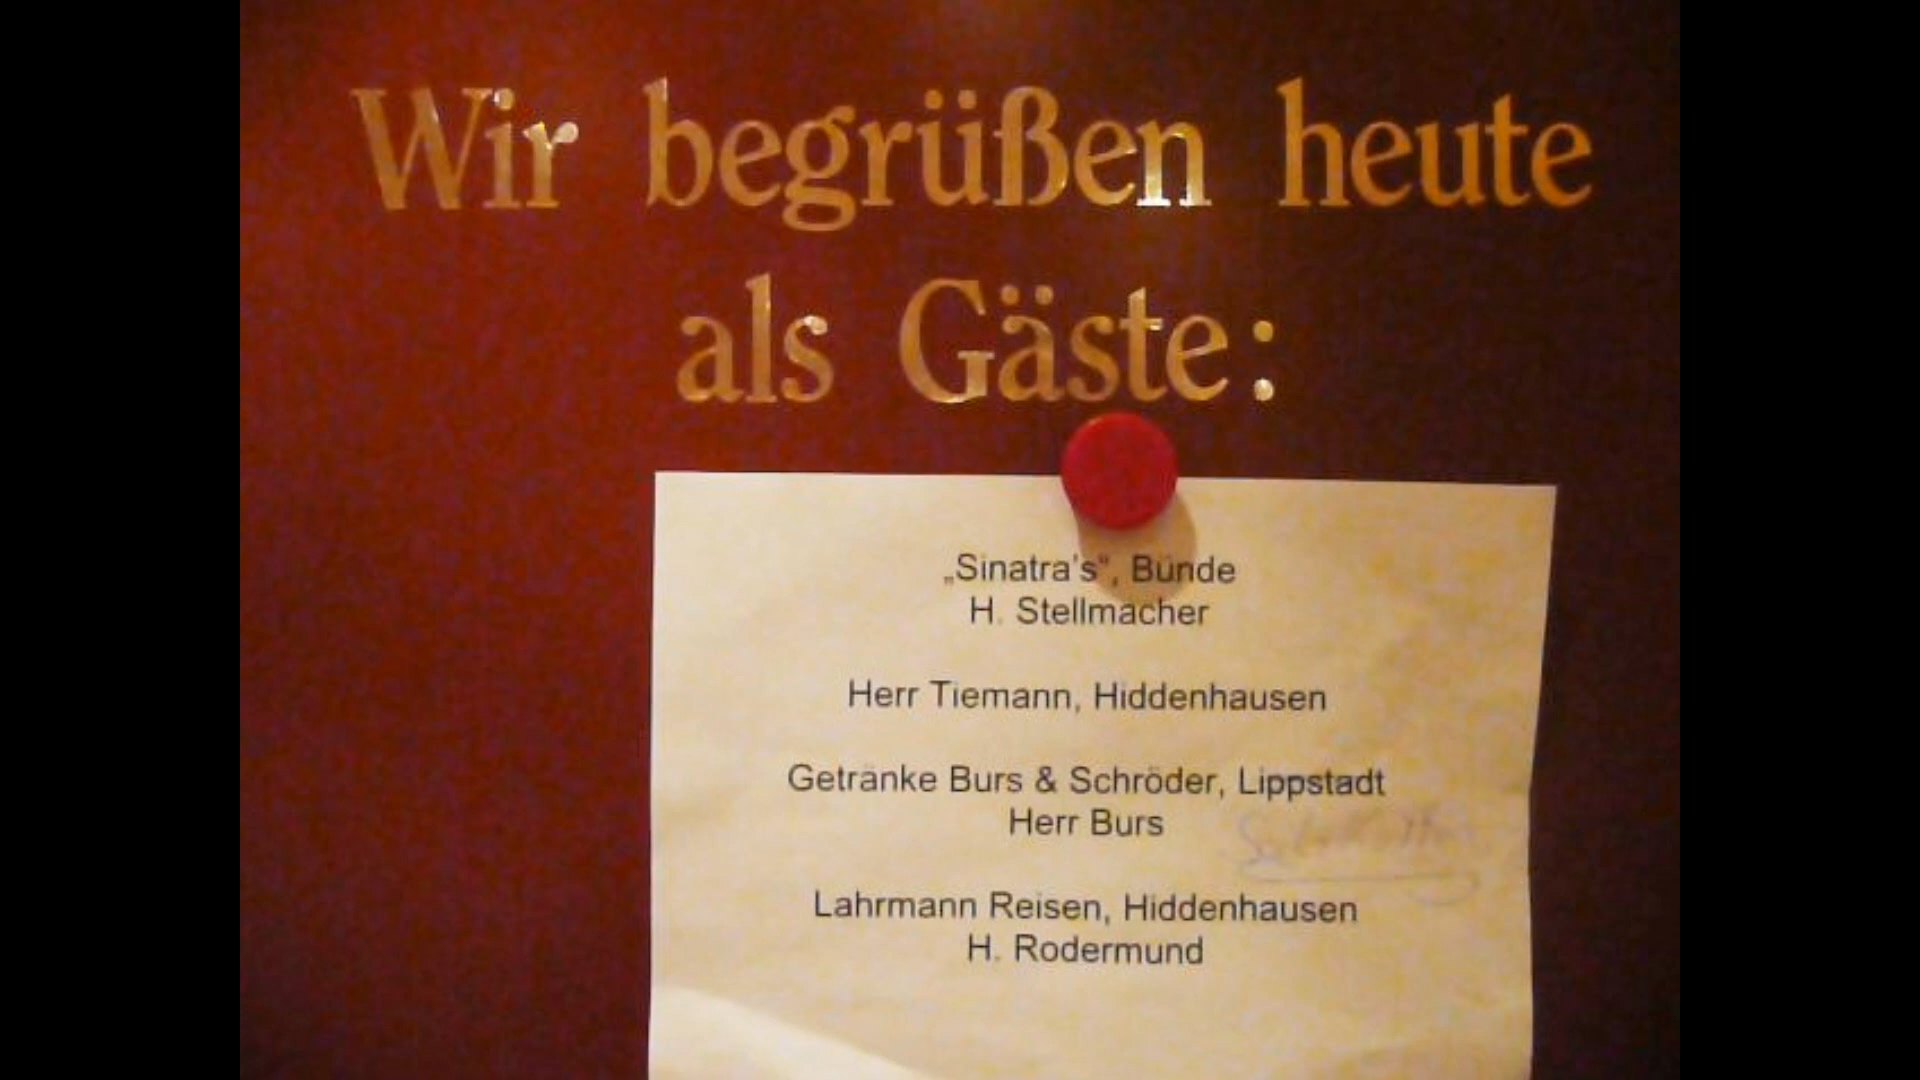 Wir begrüßen heute
als Gäste:
„Sinatra's“, Bünde
H. Stellmacher
Herr Tiemann, Hiddenhausen
Getränke Burs & Schröder, Lippstadt
Herr Burs
Lahrmann Reisen, Hiddenhausen
H. Rodermund